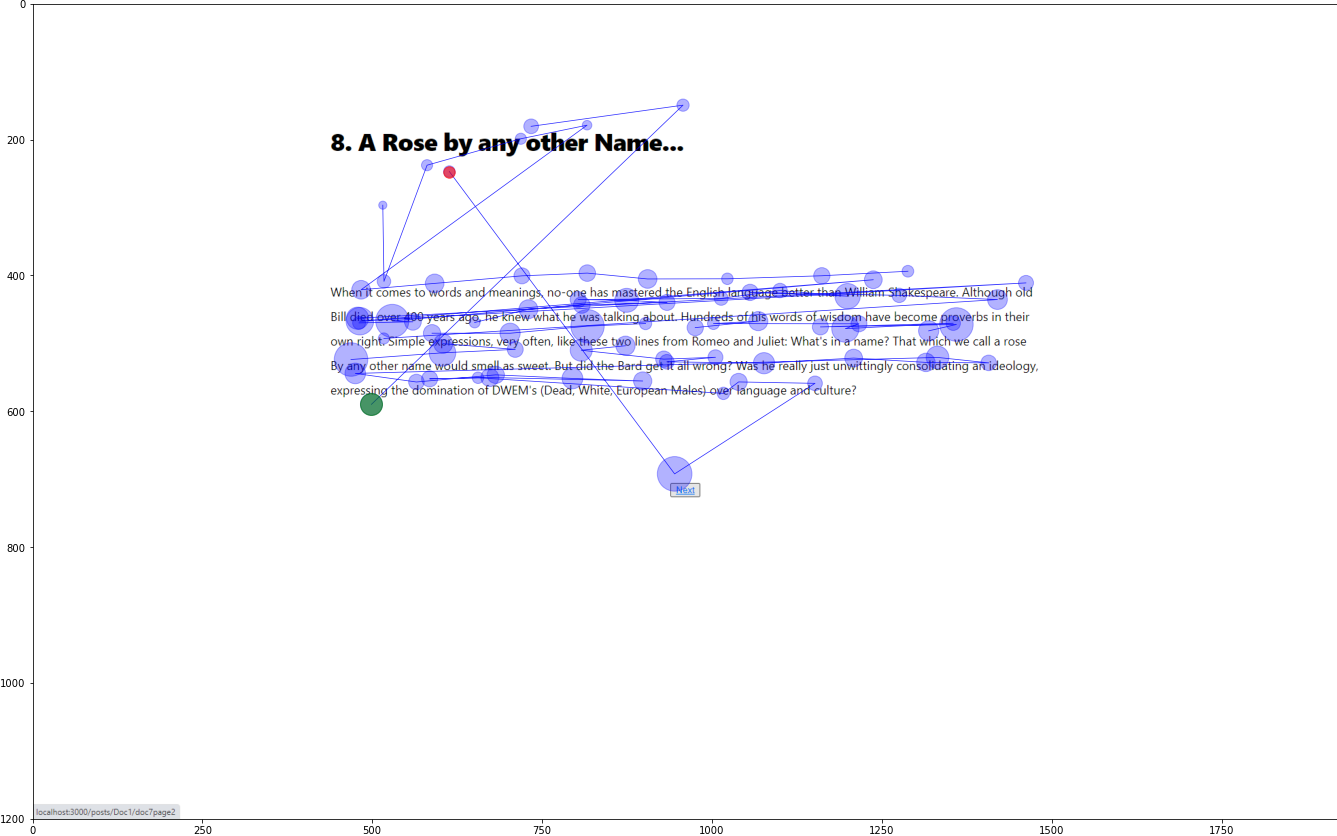 0
200
8. A Rose by any other Name...
400
When it comes to words and meanings, no-one has mastered the English language better than William Shakespeare. Although old
Bill died over 400 years ago, he knew what he was talking about. Hundreds of his words of wisdom have become proverbs in their
own right. Simple expressions, very often, like these two lines from Romeo and Juliet: What's in a name? That which we call a rose
By any other name would smell as sweet. But did the Bard get it all wrong? Was he really just unwittingly consolidating an ideology,
expressing the domination of DWEM's (Dead, White, European Males) over language and culture?
600
Next
800
1000
localhost:3000/posts/Doc1/doc7page2
1200
0 250 500 750 1000 1250 1500 1750